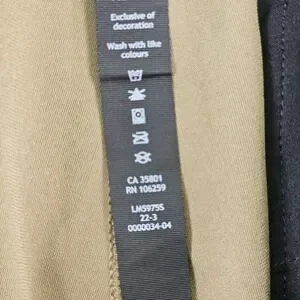 Exclusive of
decoration
Wash with like
colours
CA 35801
RN 106259
LM5975S
22-3
0000034-04